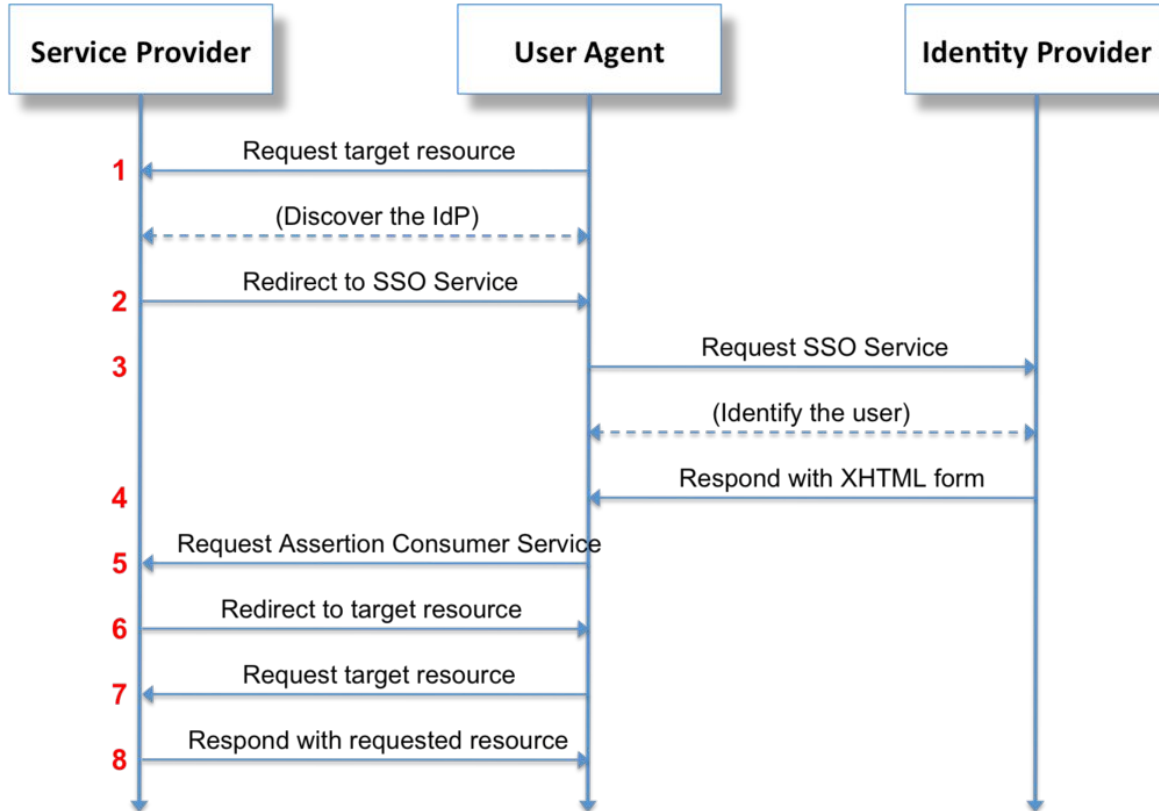 Service Provider
User Agent
Identity Provider
1
Request target resource
(Discover the IdP)
2
Redirect to SSO Service
3
Request SSO Service
(Identify the user)
4
Respond with XHTML form
5
Request Assertion Consumer Service
6
Redirect to target resource
7
Request target resource
8
Respond with requested resource